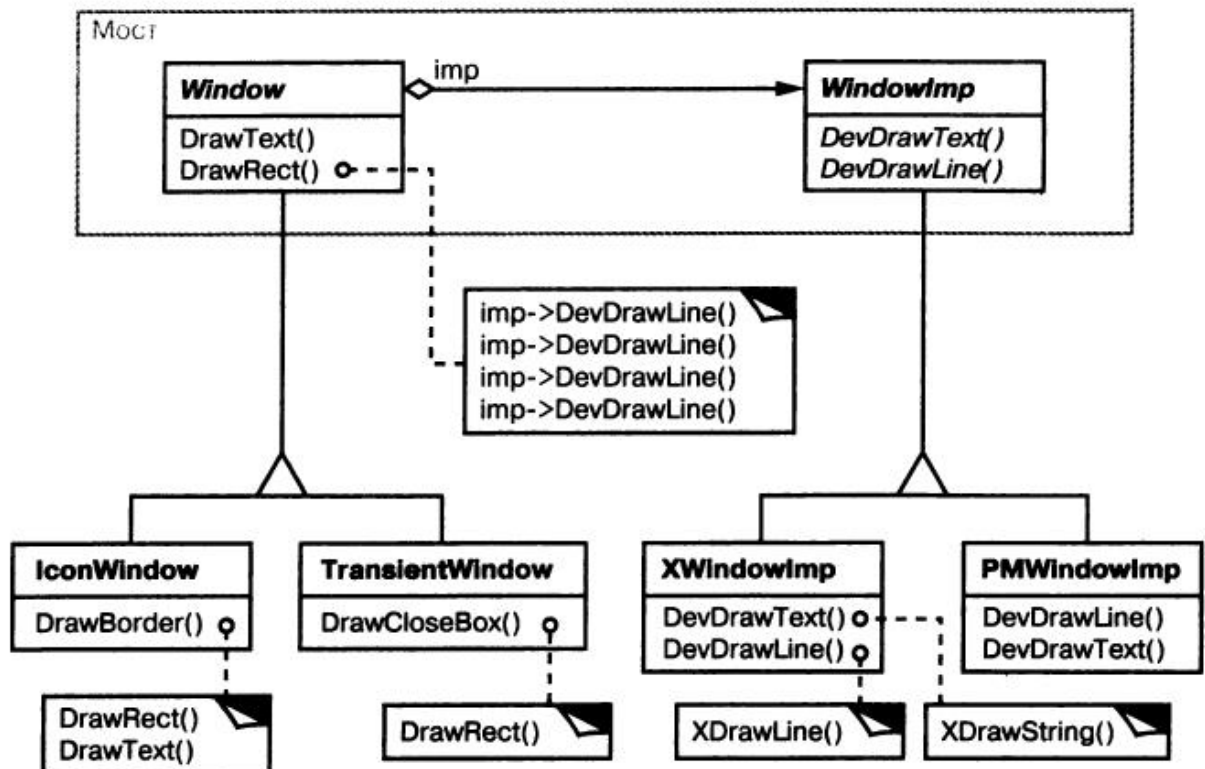 Мост
imp
Window
WindowImp
DrawText()
DrawRect()
DevDrawText()
DevDrawLine()
imp->DevDrawLine()
imp->DevDrawLine()
imp->DevDrawLine()
imp->DevDrawLine()
IconWindow
DrawBorder()
TransientWindow
DrawCloseBox()
XWindowImp
DevDrawText()
DevDrawLine()
PMWindowImp
DevDrawLine()
DevDrawText()
DrawRect()
DrawText()
DrawRect()
XDrawLine()
XDrawString()